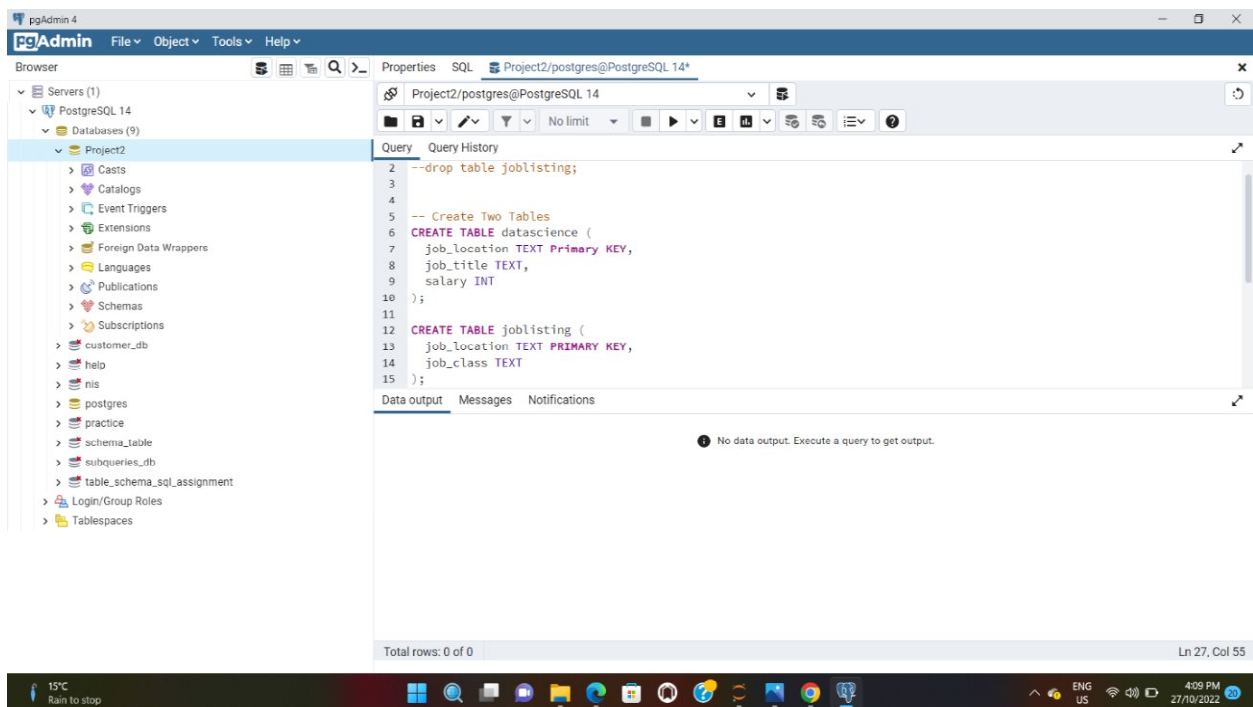 pgAdmin 4
pgAdmin File Object Tools Help
Browser
Properties SQL Project2/postgres@PostgreSQL 14*
Servers (1)
PostgreSQL 14
Databases (9)
Project2
Casts
Catalogs
Event Triggers
Extensions
Foreign Data Wrappers
Languages
Publications
Schemas
Subscriptions
customer_db
help
nis
postgres
practice
schema_table
subqueries_db
table_schema_sql_assignment
Login/Group Roles
Tablespaces
Project2/postgres@PostgreSQL 14
No limit
Query Query History
2 --drop table joblisting;
3
4
5 -- Create Two Tables
6 CREATE TABLE datascience (
7 job_location TEXT Primary KEY,
8 job_title TEXT,
9 salary INT
10 );
11
12 CREATE TABLE joblisting (
13 job_location TEXT PRIMARY KEY,
14 job_class TEXT
15 );
Data output Messages Notifications
No data output. Execute a query to get output.
Total rows: 0 of 0
Ln 27, Col 55
15°C
Rain to stop
ENG
US
4:09 PM
27/10/2022
20